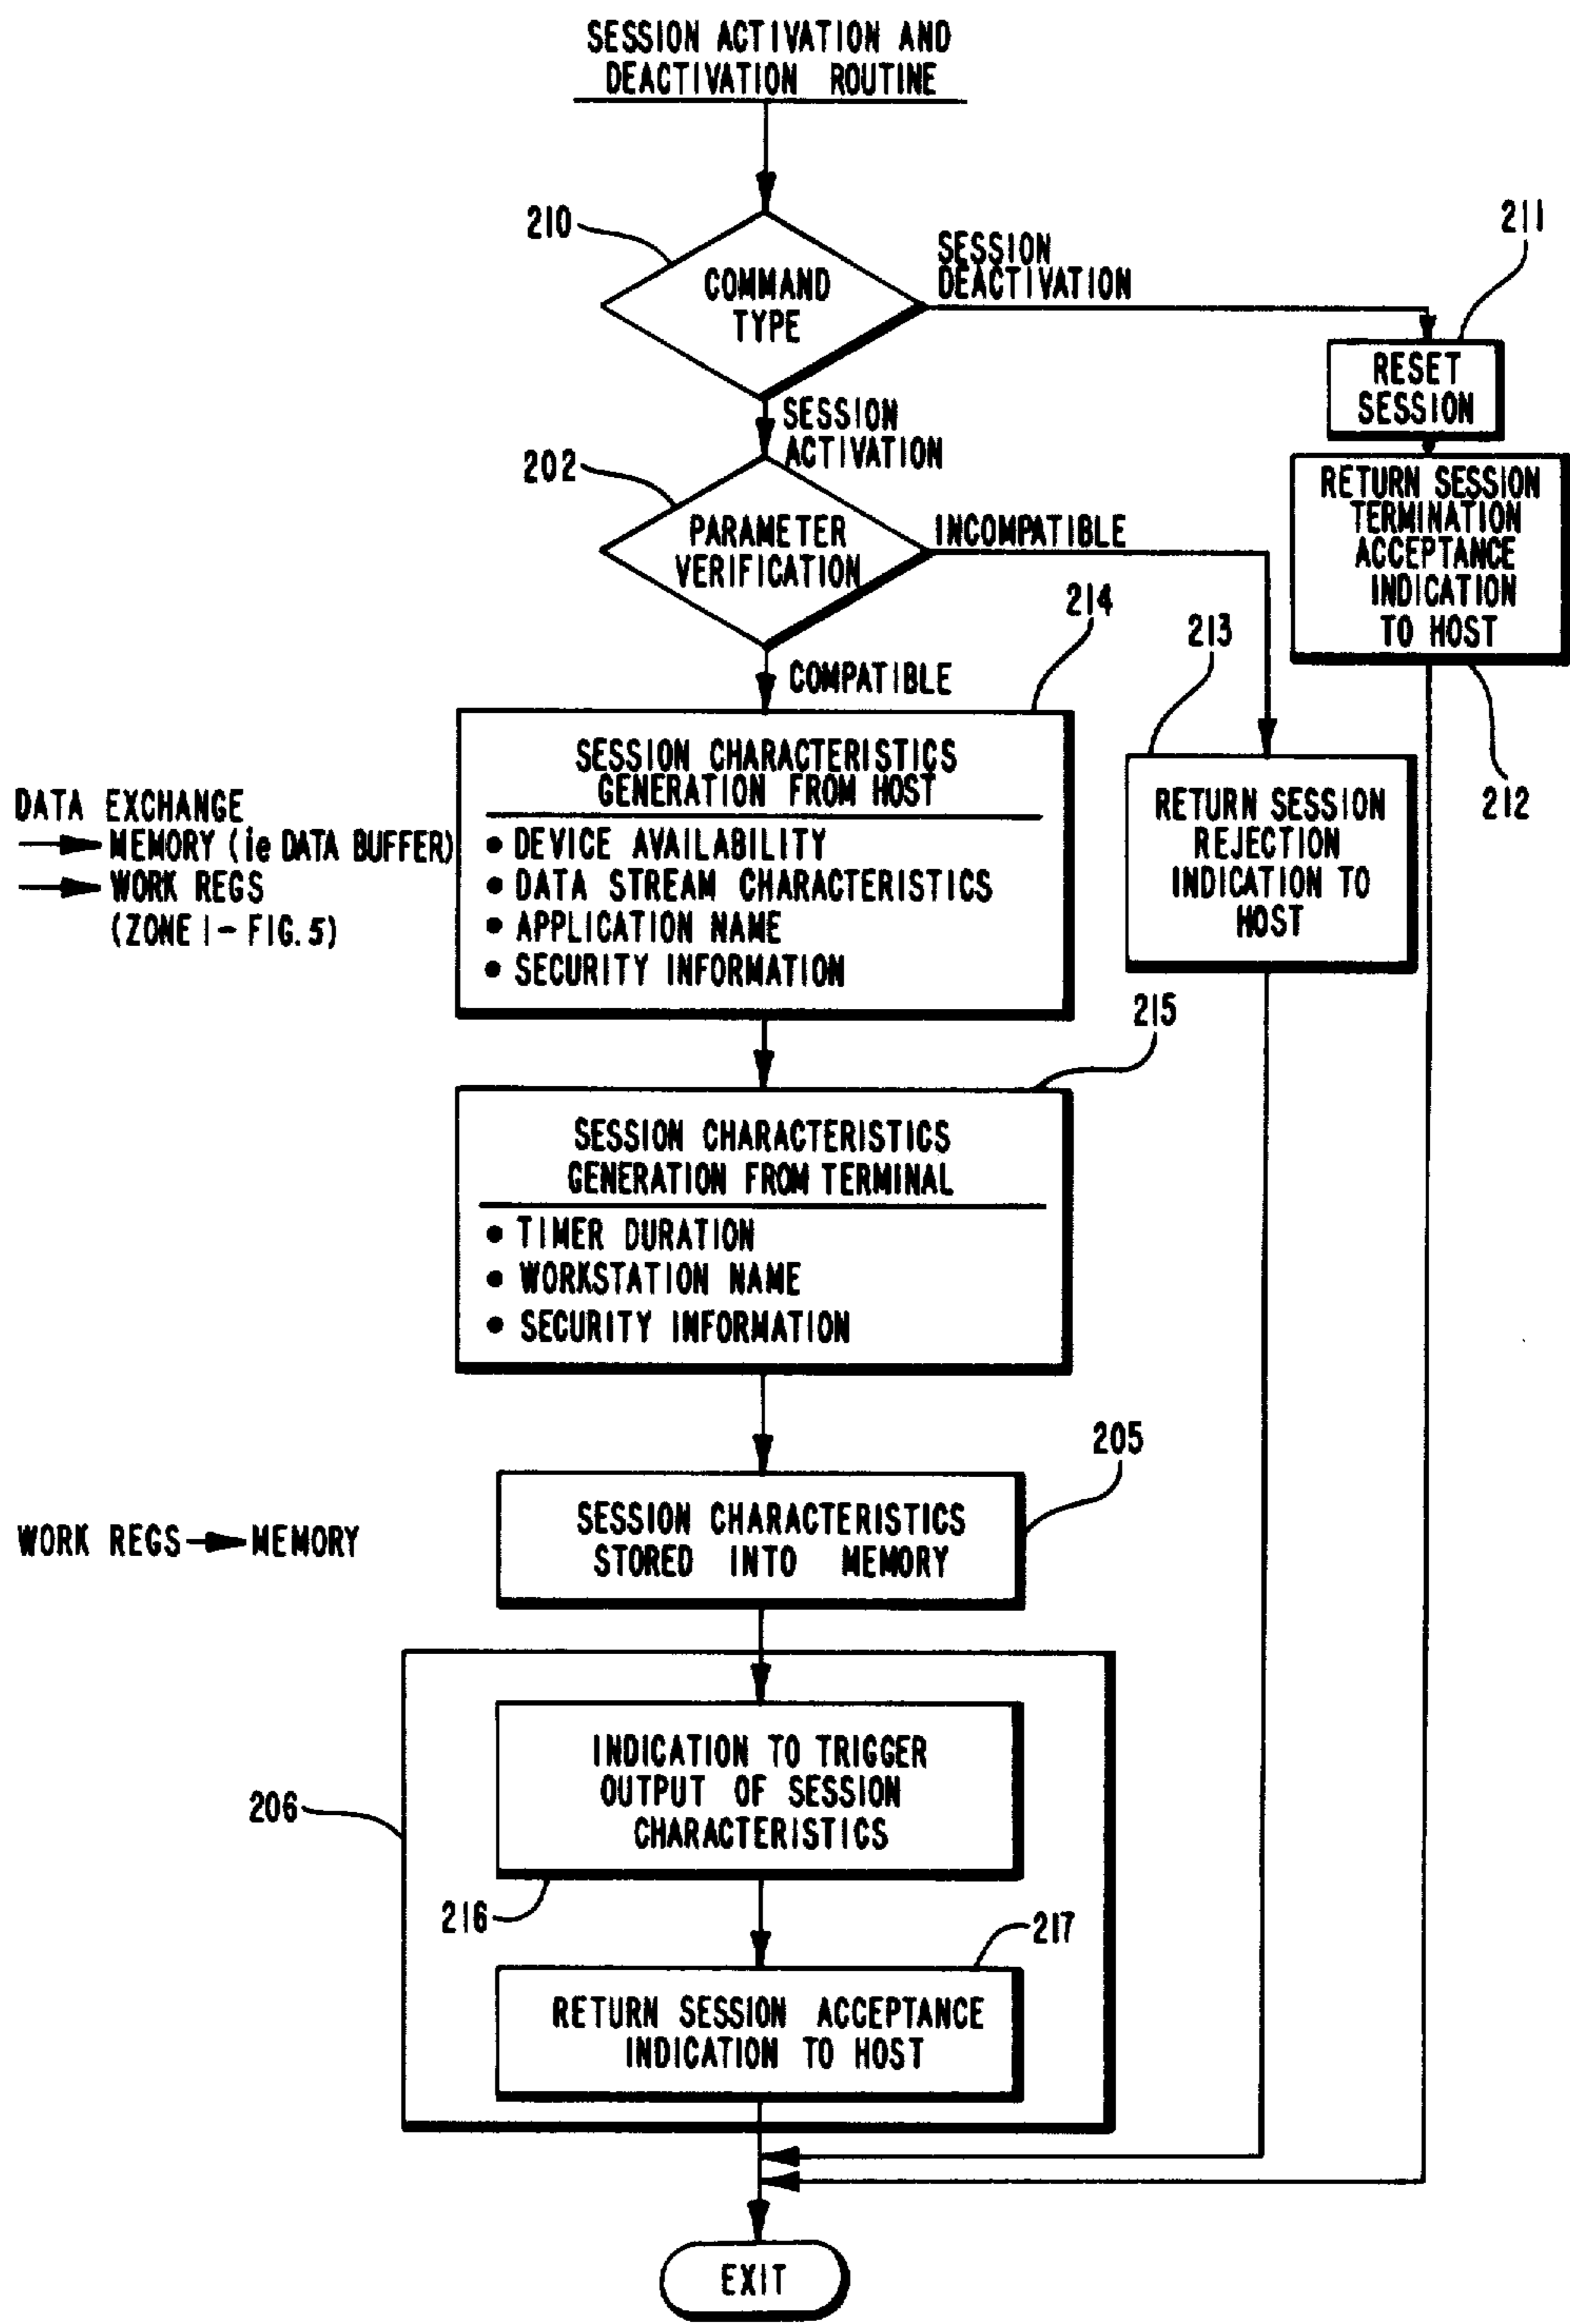 SESSION ACTIVATION AND
DEACTIVATION ROUTINE
210
COMMAND
TYPE
SESSION
DEACTIVATION
211
RESET
SESSION
SESSION
ACTIVATION
202
PARAMETER
VERIFICATION
INCOMPATIBLE
RETURN SESSION
TERMINATION
ACCEPTANCE
INDICATION
TO HOST
212
COMPATIBLE
214
213
SESSION CHARACTERISTICS
GENERATION FROM HOST
• DEVICE AVAILABILITY
• DATA STREAM CHARACTERISTICS
• APPLICATION NAME
• SECURITY INFORMATION
DATA EXCHANGE
→ MEMORY (ie DATA BUFFER)
→ WORK REGS
(ZONE 1 - FIG. 5)
RETURN SESSION
REJECTION
INDICATION TO
HOST
215
SESSION CHARACTERISTICS
GENERATION FROM TERMINAL
• TIMER DURATION
• WORKSTATION NAME
• SECURITY INFORMATION
205
WORK REGS → MEMORY
SESSION CHARACTERISTICS
STORED INTO MEMORY
206
INDICATION TO TRIGGER
OUTPUT OF SESSION
CHARACTERISTICS
216
217
RETURN SESSION ACCEPTANCE
INDICATION TO HOST
EXIT